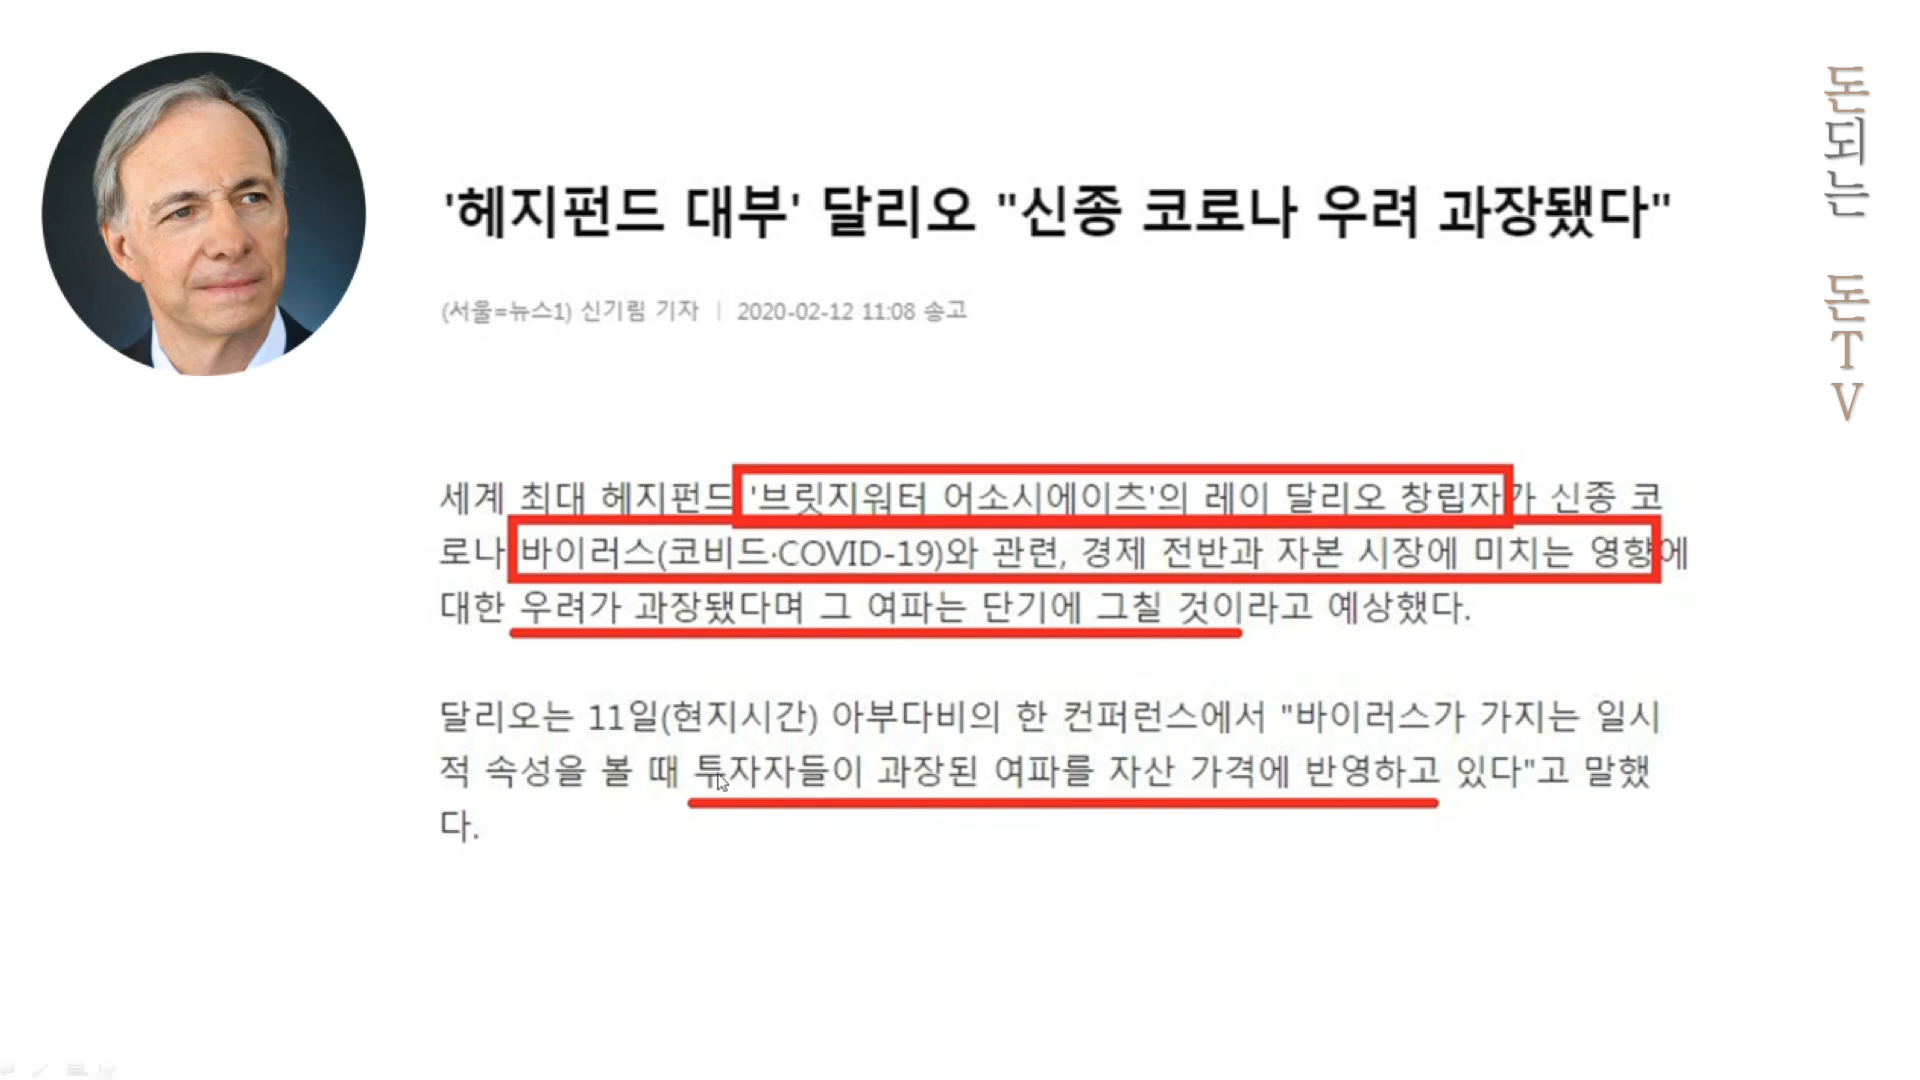 '헤지펀드 대부' 달리오 "신종 코로나 우려 과장됐다"
(서울=뉴스1) 신기림 기자 | 2020-02-12 11:08 송고
세계 최대 헤지펀드 '브릿지워터 어소시에이츠'의 레이 달리오 창립자가 신종 코
로나 바이러스(코비드·COVID-19)와 관련, 경제 전반과 자본 시장에 미치는 영향에
대한 우려가 과장됐다며 그 여파는 단기에 그칠 것이라고 예상했다.
달리오는 11일(현지시간) 아부다비의 한 컨퍼런스에서 "바이러스가 가지는 일시
적 속성을 볼 때 투자자들이 과장된 여파를 자산 가격에 반영하고 있다"고 말했
다.
돈되는 돈TV